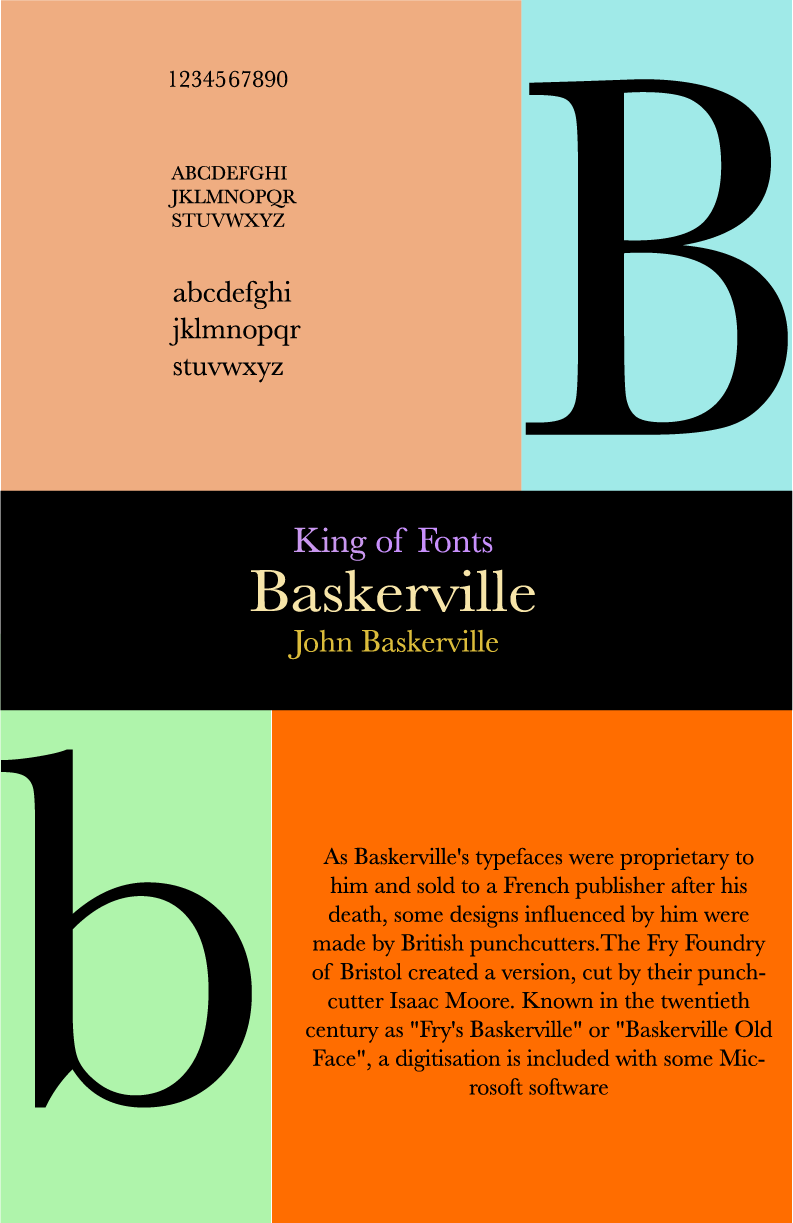 1234567890
ABCDEFGHI
JKLMNOPQR
STUVWXYZ
abcdefghi
jklmnopqr
stuvwxyz
B
King of Fonts
Baskerville
John Baskerville
b
As Baskerville's typefaces were proprietary to
him and sold to a French publisher after his
death, some designs influenced by him were
made by British punchcutters.The Fry Foundry
of Bristol created a version, cut by their punch-
cutter Isaac Moore. Known in the twentieth
century as "Fry's Baskerville" or "Baskerville Old
Face", a digitisation is included with some Mic-
rosoft software